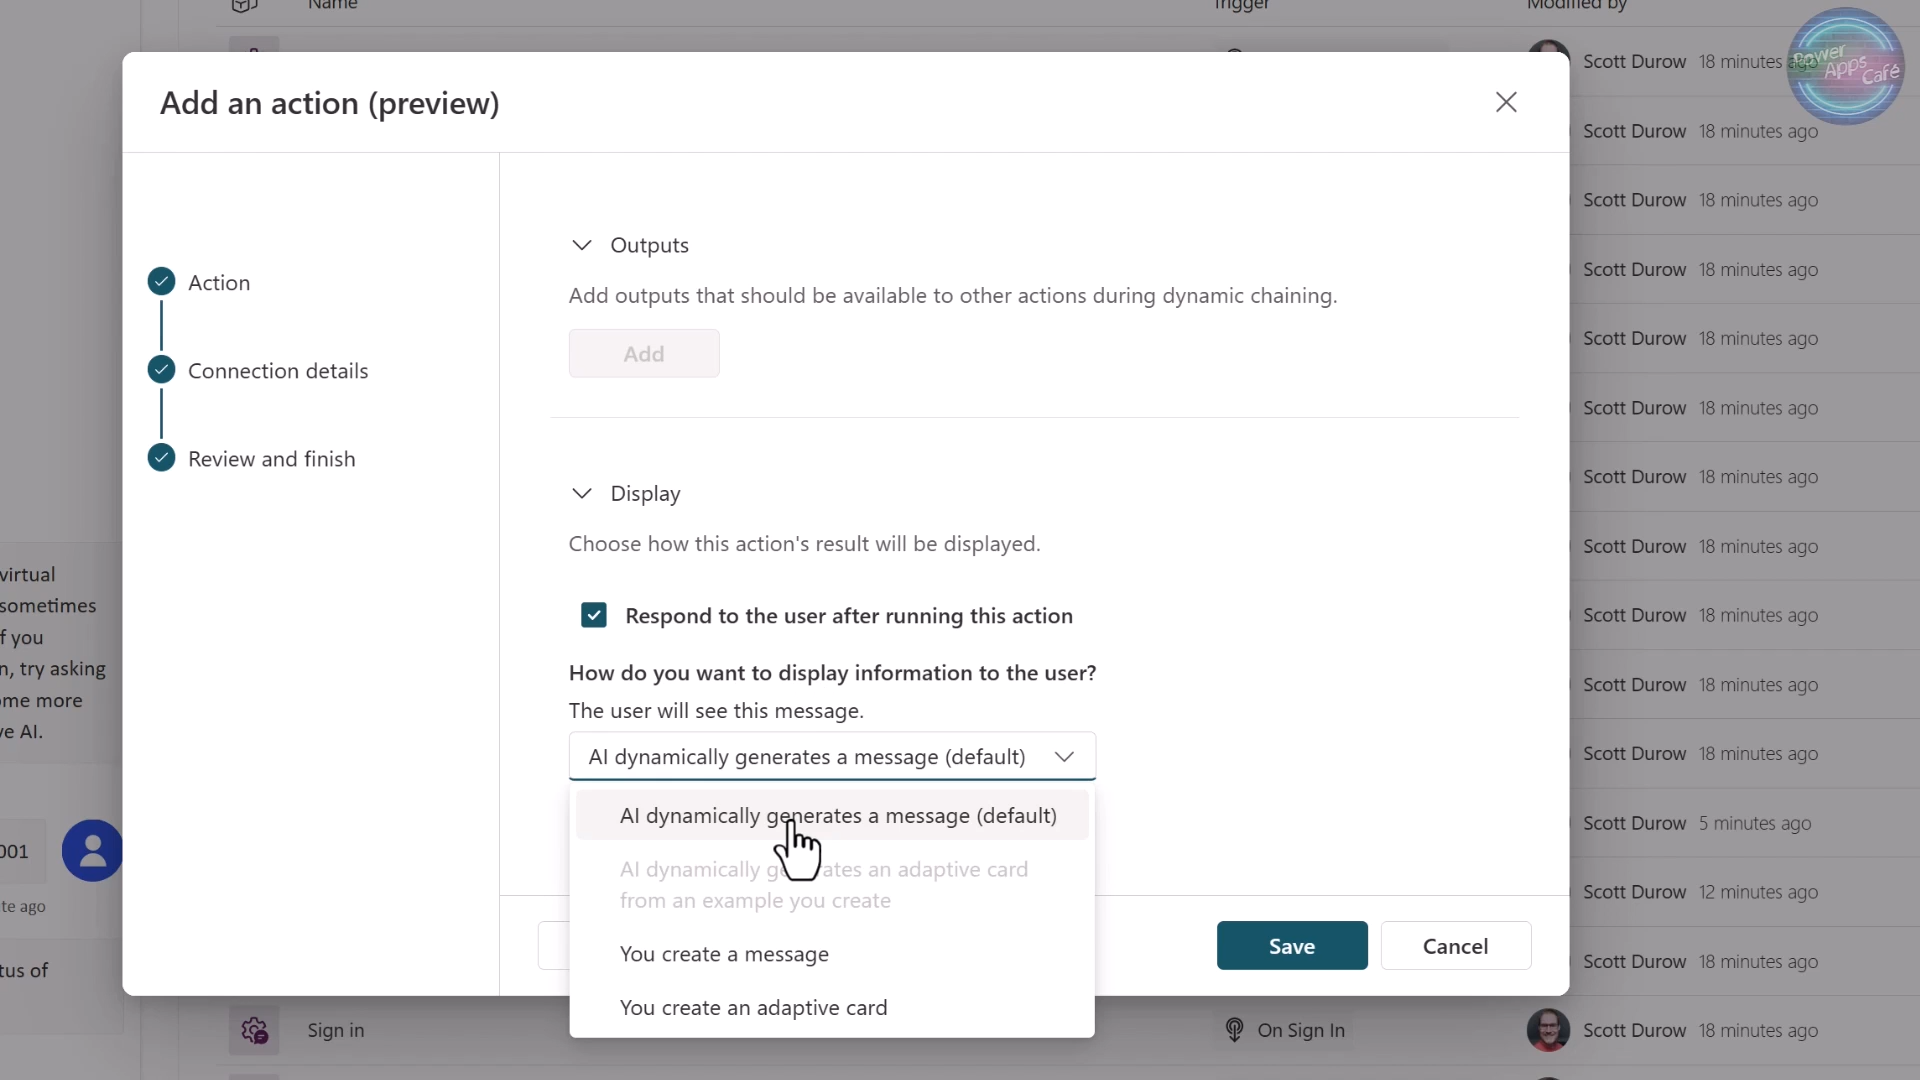 Name
Trigger
Modified by
Power Apps Café
Add an action (preview)
Action
Connection details
Review and finish
Outputs
Add outputs that should be available to other actions during dynamic chaining.
Add
Display
Choose how this action's result will be displayed.
Respond to the user after running this action
How do you want to display information to the user?
The user will see this message.
AI dynamically generates a message (default)
AI dynamically generates a message (default)
AI dynamically generates an adaptive card
from an example you create
You create a message
You create an adaptive card
Save
Cancel
virtual
sometimes
f you
n, try asking
ome more
ve AI.
001
te ago
tus of
Scott Durow 18 minutes ago
Scott Durow 18 minutes ago
Scott Durow 18 minutes ago
Scott Durow 18 minutes ago
Scott Durow 18 minutes ago
Scott Durow 18 minutes ago
Scott Durow 18 minutes ago
Scott Durow 18 minutes ago
Scott Durow 18 minutes ago
Scott Durow 18 minutes ago
Scott Durow 18 minutes ago
Scott Durow 5 minutes ago
Scott Durow 12 minutes ago
Scott Durow 18 minutes ago
Sign in
On Sign In
Scott Durow 18 minutes ago